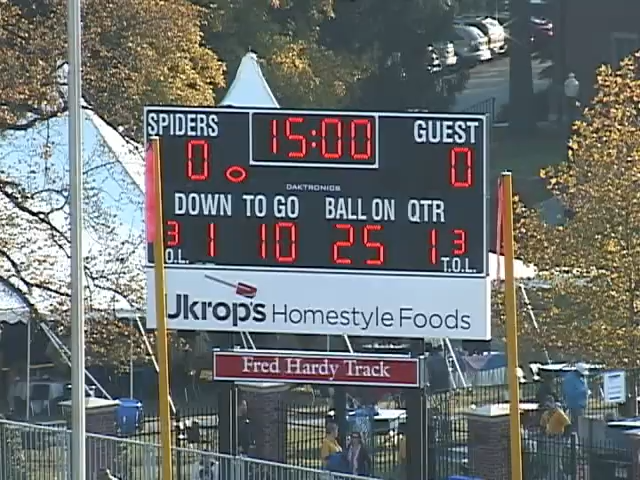 SPIDERS 15:00 GUEST
0 0
DAKTRONICS
DOWN TO GO BALL ON QTR
3 1 10 25 1 3
O.L. T.O.L.
Ukrop's Homestyle Foods
Fred Hardy Track